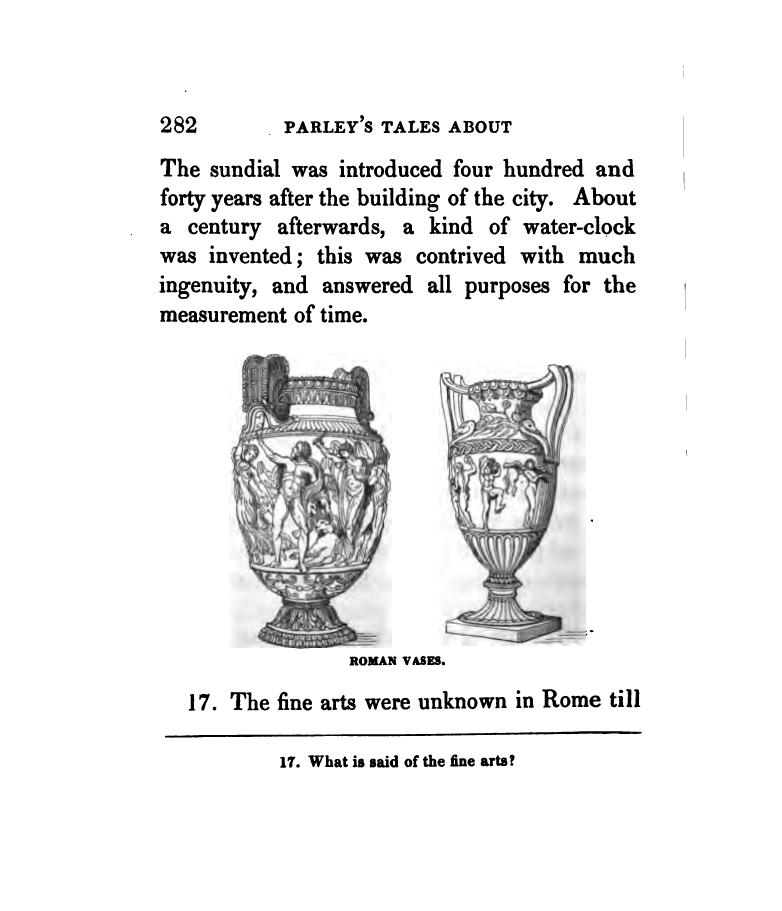 282 PARLEY'S TALES ABOUT
The sundial was introduced four hundred and
forty years after the building of the city. About
a century afterwards, a kind of water-clock
was invented; this was contrived with much
ingenuity, and answered all purposes for the
measurement of time.
ROMAN VASES.
17. The fine arts were unknown in Rome till
17. What is said of the fine arts?